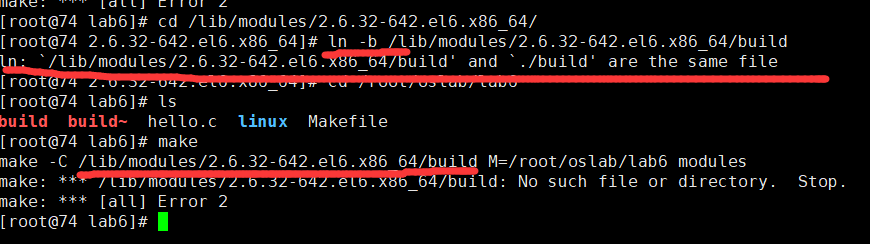 make: *** [all] Error 2
[root@74 lab6]# cd /lib/modules/2.6.32-642.el6.x86_64/
[root@74 2.6.32-642.el6.x86_64]# ln -b /lib/modules/2.6.32-642.el6.x86_64/build
ln: `/lib/modules/2.6.32-642.el6.x86_64/build' and `./build' are the same file
[root@74 2.6.32-642.el6.x86_64]# cd /root/oslab/lab6
[root@74 lab6]# ls
build build~ hello.c linux Makefile
[root@74 lab6]# make
make -C /lib/modules/2.6.32-642.el6.x86_64/build M=/root/oslab/lab6 modules
make: *** /lib/modules/2.6.32-642.el6.x86_64/build: No such file or directory. Stop.
make: *** [all] Error 2
[root@74 lab6]#